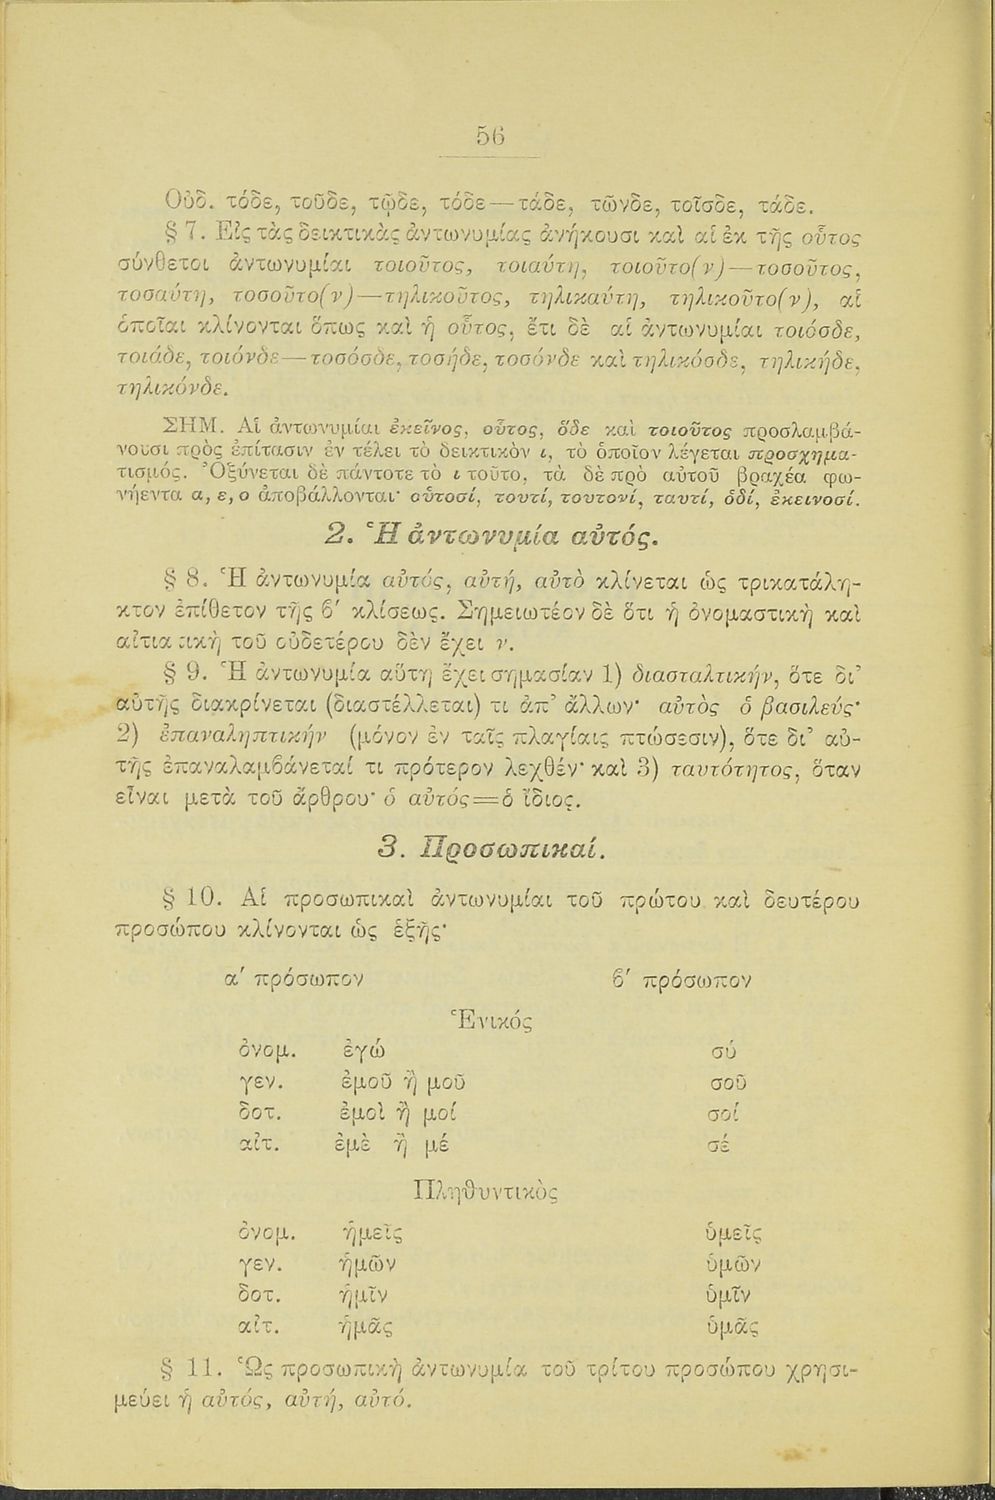 56
Οὐδ. τόδε, τοῦδε, τῷδε, τόδε—τάδε, τῶνδε, τοῖσδε, τάδε.
§ 7. Εἰς τὰς δεικτικὰς ἀντωνυμίας ἀνήκουσι καὶ αἱ ἐκ τῆς οὗτος
σύνθετοι ἀντωνυμίαι τοιοῦτος, τοιαύτη, τοιοῦτο(ν)—τοσοῦτος,
τοσαύτη, τοσοῦτο(ν)—τηλικοῦτος, τηλικαύτη, τηλικοῦτο(ν), αἱ
ὁποῖαι κλίνονται ὅπως καὶ ἡ οὗτος, ἔτι δὲ αἱ ἀντωνυμίαι τοιόσδε,
τοιάδε, τοιόνδε—τοσόσδε, τοσήδε, τοσόνδε καὶ τηλικόσδε, τηλικήδε,
τηλικόνδε.
ΣΗΜ. Αἱ ἀντωνυμίαι ἐκεῖνος, οὗτος, ὅδε καὶ τοιοῦτος προσλαμβά-
νουσι πρὸς ἐπίτασιν ἐν τέλει τὸ δεικτικὸν ι, τὸ ὁποῖον λέγεται προσχημα-
τισμός. Ὀξύνεται δὲ πάντοτε τὸ ι τοῦτο, τὰ δὲ πρὸ αὐτοῦ βραχέα φω-
νήεντα α, ε, ο ἀποβάλλονται· οὑτοσί, τουτί, τουτονί, ταυτί, ὁδί, ἐκεινοσί.
2. Ἡ ἀντωνυμία αὐτός.
§ 8. Ἡ ἀντωνυμία αὐτός, αὐτή, αὐτὸ κλίνεται ὡς τρικατάλη-
κτον ἐπίθετον τῆς ϐ′ κλίσεως. Σημειωτέον δὲ ὅτι ἡ ὀνομαστικὴ καὶ
αἰτιατικὴ τοῦ οὐδετέρου δὲν ἔχει ν.
§ 9. Ἡ ἀντωνυμία αὕτη ἔχει σημασίαν 1) διασταλτικήν, ὅτε δι’
αὐτῆς διακρίνεται (διαστέλλεται) τι ἀπ’ ἄλλων· αὐτὸς ὁ βασιλεύς·
2) ἐπαναληπτικήν (μόνον ἐν ταῖς πλαγίαις πτώσεσιν), ὅτε δι’ αὐ-
τῆς ἐπαναλαμϐάνεταί τι πρότερον λεχθέν· καὶ 3) ταυτότητος, ὅταν
εἶναι μετὰ τοῦ ἄρθρου· ὁ αὐτός=ὁ ἴδιος.
3. Προσωπικαί.
§ 10. Αἱ προσωπικαὶ ἀντωνυμίαι τοῦ πρώτου καὶ δευτέρου
προσώπου κλίνονται ὡς ἑξῆς·
α′ πρόσωπον ϐ′ πρόσωπον
Ἑνικός
ὀνομ. ἐγώ σύ
γεν. ἐμοῦ ἢ μοῦ σοῦ
δοτ. ἐμοὶ ἢ μοί σοί
αἰτ. ἐμὲ ἢ μέ σέ
Πληθυντικὸς
ὀνομ. ἡμεῖς ὑμεῖς
γεν. ἡμῶν ὑμῶν
δοτ. ἡμῖν ὑμῖν
αἰτ. ἡμᾶς ὑμᾶς
§ 11. Ὡς προσωπικὴ ἀντωνυμία τοῦ τρίτου προσώπου χρησι-
μεύει ἡ αὐτός, αὐτή, αὐτό.